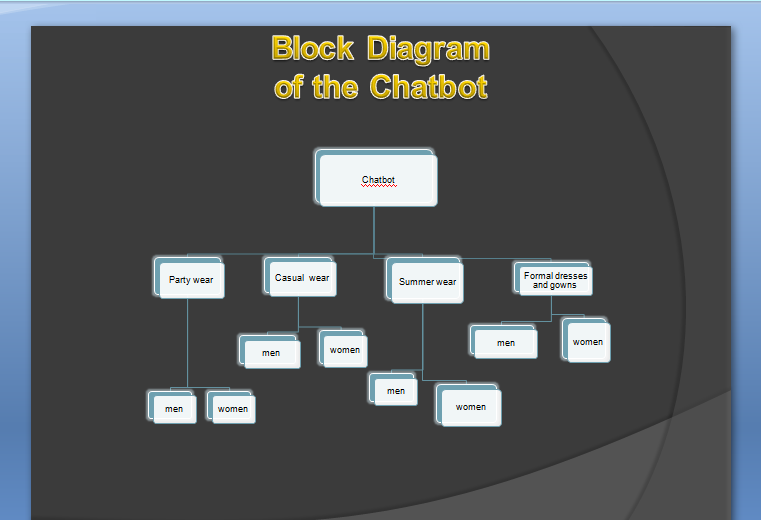 Block Diagram
of the Chatbot
Chatbot
Party wear
Casual wear
Summer wear
Formal dresses
and gowns
men
women
men
women
men
women
men
women